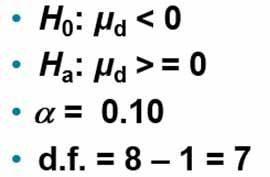 • H₀: μd < 0
• Hₐ: μd > = 0
• α = 0.10
• d.f. = 8 – 1 = 7